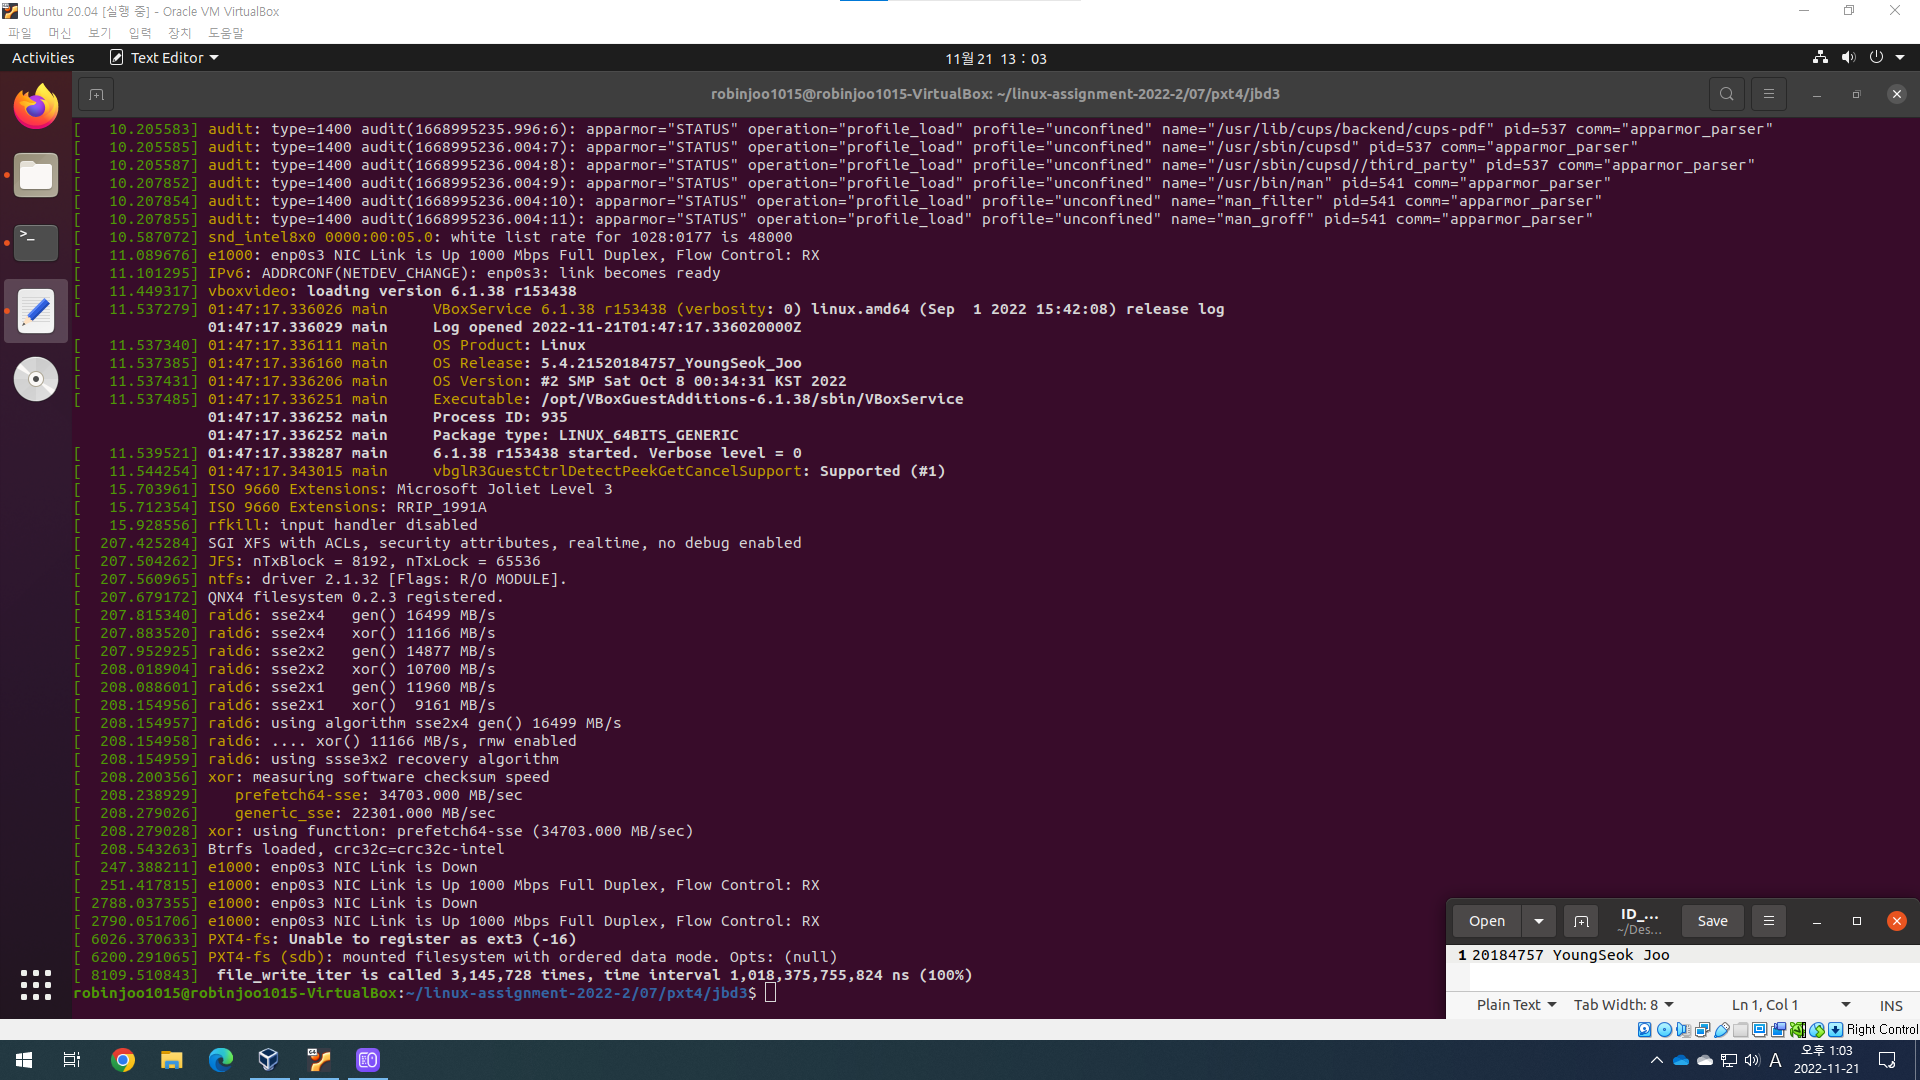 Ubuntu 20.04 [실행 중] - Oracle VM VirtualBox
파일 머신 보기 입력 장치 도움말
Activities Text Editor 11월 21 13 : 03
robinjoo1015@robinjoo1015-VirtualBox: ~/linux-assignment-2022-2/07/pxt4/jbd3
[   10.205583] audit: type=1400 audit(1668995235.996:6): apparmor="STATUS" operation="profile_load" profile="unconfined" name="/usr/lib/cups/backend/cups-pdf" pid=537 comm="apparmor_parser"
[   10.205585] audit: type=1400 audit(1668995236.004:7): apparmor="STATUS" operation="profile_load" profile="unconfined" name="/usr/sbin/cupsd" pid=537 comm="apparmor_parser"
[   10.205587] audit: type=1400 audit(1668995236.004:8): apparmor="STATUS" operation="profile_load" profile="unconfined" name="/usr/sbin/cupsd//third_party" pid=537 comm="apparmor_parser"
[   10.207852] audit: type=1400 audit(1668995236.004:9): apparmor="STATUS" operation="profile_load" profile="unconfined" name="/usr/bin/man" pid=541 comm="apparmor_parser"
[   10.207854] audit: type=1400 audit(1668995236.004:10): apparmor="STATUS" operation="profile_load" profile="unconfined" name="man_filter" pid=541 comm="apparmor_parser"
[   10.207855] audit: type=1400 audit(1668995236.004:11): apparmor="STATUS" operation="profile_load" profile="unconfined" name="man_groff" pid=541 comm="apparmor_parser"
[   10.587072] snd_intel8x0 0000:00:05.0: white list rate for 1028:0177 is 48000
[   11.089676] e1000: enp0s3 NIC Link is Up 1000 Mbps Full Duplex, Flow Control: RX
[   11.101295] IPv6: ADDRCONF(NETDEV_CHANGE): enp0s3: link becomes ready
[   11.449317] vboxvideo: loading version 6.1.38 r153438
[   11.537279] 01:47:17.336026 main     VBoxService 6.1.38 r153438 (verbosity: 0) linux.amd64 (Sep  1 2022 15:42:08) release log
               01:47:17.336029 main     Log opened 2022-11-21T01:47:17.336020000Z
[   11.537340] 01:47:17.336111 main     OS Product: Linux
[   11.537385] 01:47:17.336160 main     OS Release: 5.4.21520184757_YoungSeok_Joo
[   11.537431] 01:47:17.336206 main     OS Version: #2 SMP Sat Oct 8 00:34:31 KST 2022
[   11.537485] 01:47:17.336251 main     Executable: /opt/VBoxGuestAdditions-6.1.38/sbin/VBoxService
               01:47:17.336252 main     Process ID: 935
               01:47:17.336252 main     Package type: LINUX_64BITS_GENERIC
[   11.539521] 01:47:17.338287 main     6.1.38 r153438 started. Verbose level = 0
[   11.544254] 01:47:17.343015 main     vbglR3GuestCtrlDetectPeekGetCancelSupport: Supported (#1)
[   15.703961] ISO 9660 Extensions: Microsoft Joliet Level 3
[   15.712354] ISO 9660 Extensions: RRIP_1991A
[   15.928556] rfkill: input handler disabled
[  207.425284] SGI XFS with ACLs, security attributes, realtime, no debug enabled
[  207.504262] JFS: nTxBlock = 8192, nTxLock = 65536
[  207.560965] ntfs: driver 2.1.32 [Flags: R/O MODULE].
[  207.679172] QNX4 filesystem 0.2.3 registered.
[  207.815340] raid6: sse2x4   gen() 16499 MB/s
[  207.883520] raid6: sse2x4   xor() 11166 MB/s
[  207.952925] raid6: sse2x2   gen() 14877 MB/s
[  208.018904] raid6: sse2x2   xor() 10700 MB/s
[  208.088601] raid6: sse2x1   gen() 11960 MB/s
[  208.154956] raid6: sse2x1   xor()  9161 MB/s
[  208.154957] raid6: using algorithm sse2x4 gen() 16499 MB/s
[  208.154958] raid6: .... xor() 11166 MB/s, rmw enabled
[  208.154959] raid6: using ssse3x2 recovery algorithm
[  208.200356] xor: measuring software checksum speed
[  208.238929]    prefetch64-sse: 34703.000 MB/sec
[  208.279026]    generic_sse: 22301.000 MB/sec
[  208.279028] xor: using function: prefetch64-sse (34703.000 MB/sec)
[  208.543263] Btrfs loaded, crc32c=crc32c-intel
[  247.388211] e1000: enp0s3 NIC Link is Down
[  251.417815] e1000: enp0s3 NIC Link is Up 1000 Mbps Full Duplex, Flow Control: RX
[ 2788.037355] e1000: enp0s3 NIC Link is Down
[ 2790.051706] e1000: enp0s3 NIC Link is Up 1000 Mbps Full Duplex, Flow Control: RX
[ 6026.370633] PXT4-fs: Unable to register as ext3 (-16)
[ 6200.291065] PXT4-fs (sdb): mounted filesystem with ordered data mode. Opts: (null)
[ 8109.510843]  file_write_iter is called 3,145,728 times, time interval 1,018,375,755,824 ns (100%)
robinjoo1015@robinjoo1015-VirtualBox:~/linux-assignment-2022-2/07/pxt4/jbd3$
Open ID_... Save
~/Des...
1 20184757 YoungSeok Joo
Plain Text Tab Width: 8 Ln 1, Col 1 INS
Right Control
A 오후 1:03
2022-11-21